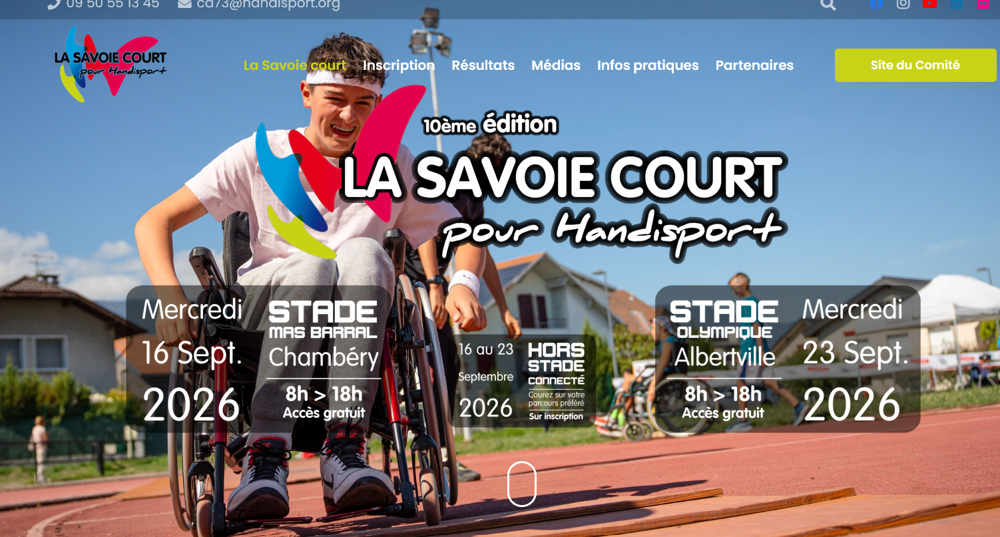 09 50 55 13 45
cd73@handisport.org
LA SAVOIE COURT
pour Handisport
La Savoie court
Inscription
Résultats
Médias
Infos pratiques
Partenaires
Site du Comité
10ème édition
LA SAVOIE COURT
pour Handisport
Mercredi
16 Sept.
2026
STADE
MAS BARRAL
Chambéry
8h > 18h
Accès gratuit
16 au 23
Septembre
2026
HORS
STADE
CONNECTÉ
Courez sur votre
parcours préféré
Sur inscription
STADE
OLYMPIQUE
Albertville
8h > 18h
Accès gratuit
Mercredi
23 Sept.
2026